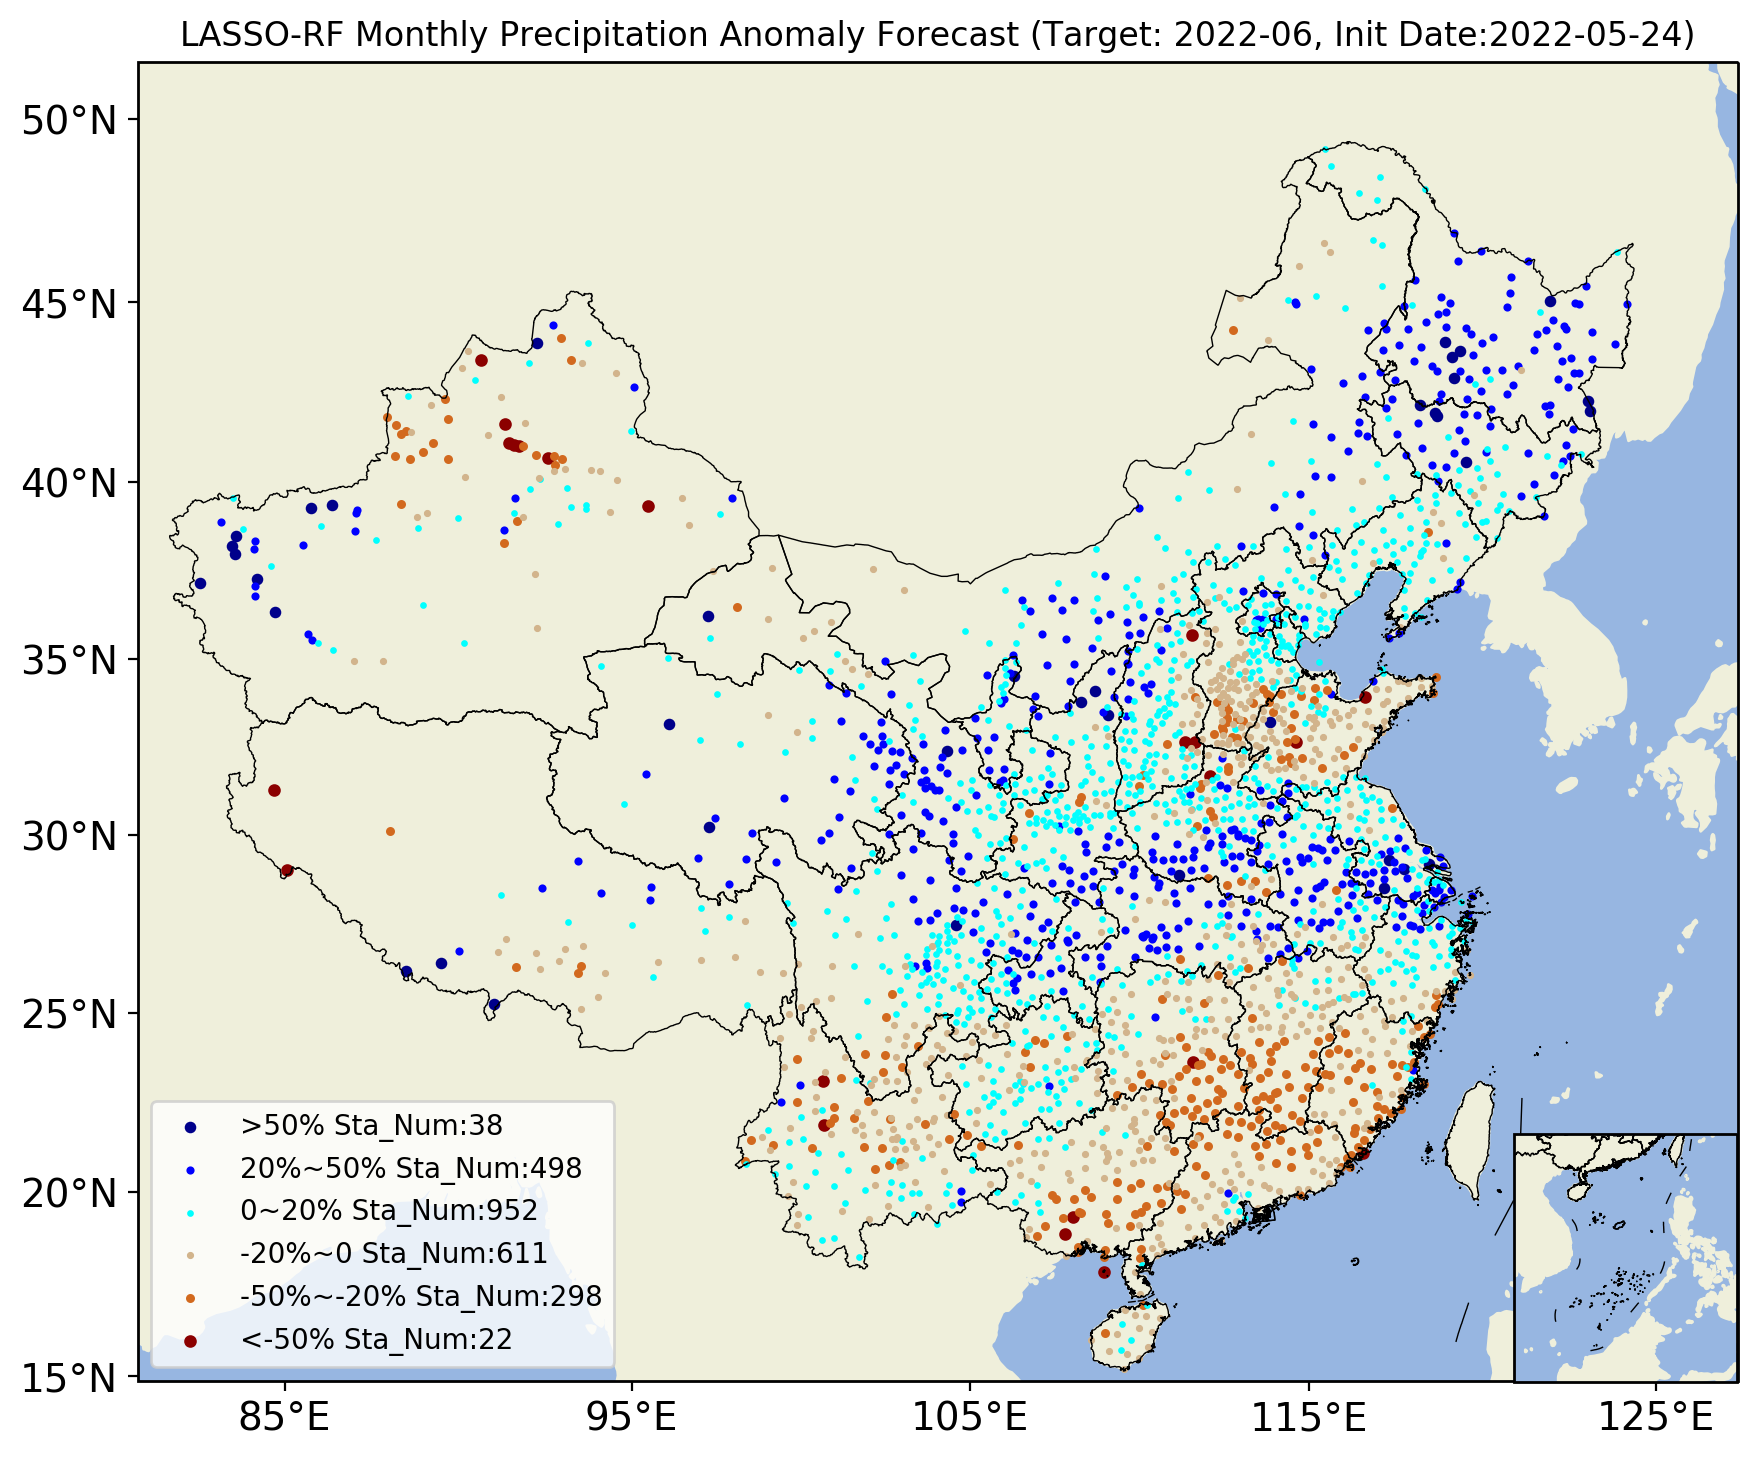 LASSO-RF Monthly Precipitation Anomaly Forecast (Target: 2022-06, Init Date:2022-05-24)
50°N
45°N
40°N
35°N
30°N
25°N
20°N
15°N
>50% Sta_Num:38
20%~50% Sta_Num:498
0~20% Sta_Num:952
-20%~0 Sta_Num:611
-50%~-20% Sta_Num:298
<-50% Sta_Num:22
85°E 95°E 105°E 115°E 125°E